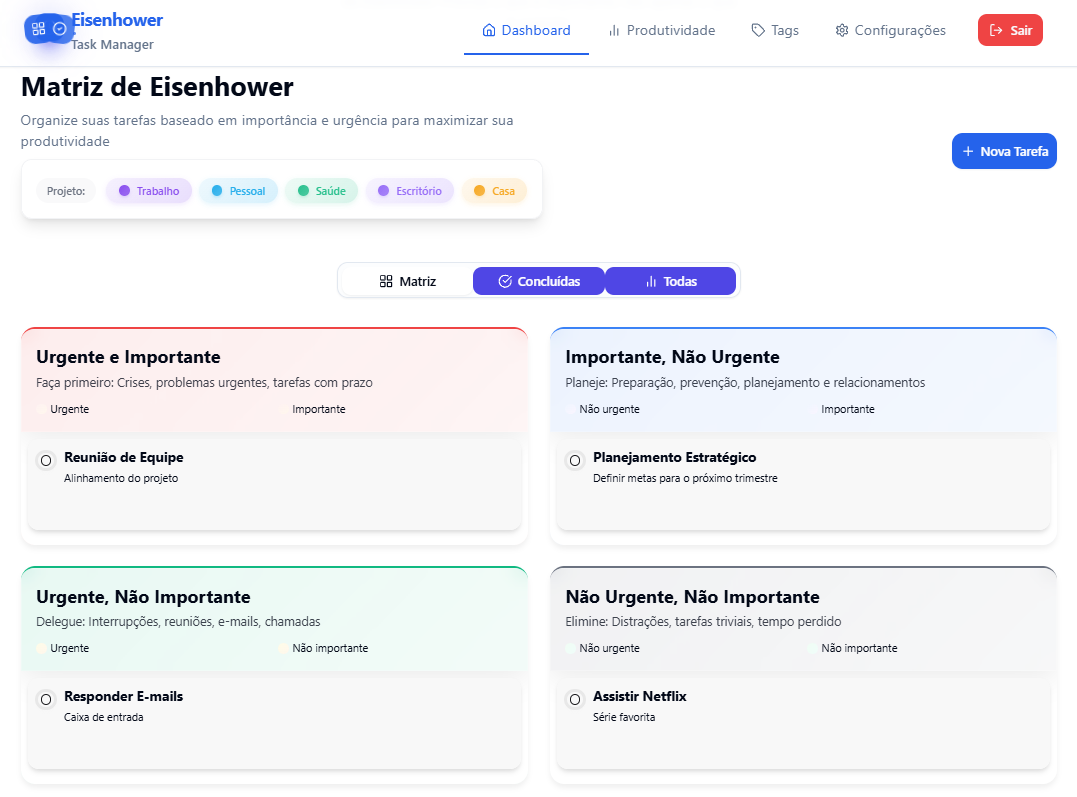 Eisenhower
Task Manager
Dashboard
Produtividade
Tags
Configurações
Sair
Matriz de Eisenhower
Organize suas tarefas baseado em importância e urgência para maximizar sua
produtividade
Nova Tarefa
Projeto:
Trabalho
Pessoal
Saúde
Escritório
Casa
Matriz
Concluídas
Todas
Urgente e Importante
Faça primeiro: Crises, problemas urgentes, tarefas com prazo
Urgente
Importante
Reunião de Equipe
Alinhamento do projeto
Importante, Não Urgente
Planeje: Preparação, prevenção, planejamento e relacionamentos
Não urgente
Importante
Planejamento Estratégico
Definir metas para o próximo trimestre
Urgente, Não Importante
Delegue: Interrupções, reuniões, e-mails, chamadas
Urgente
Não importante
Responder E-mails
Caixa de entrada
Não Urgente, Não Importante
Elimine: Distrações, tarefas triviais, tempo perdido
Não urgente
Não importante
Assistir Netflix
Série favorita